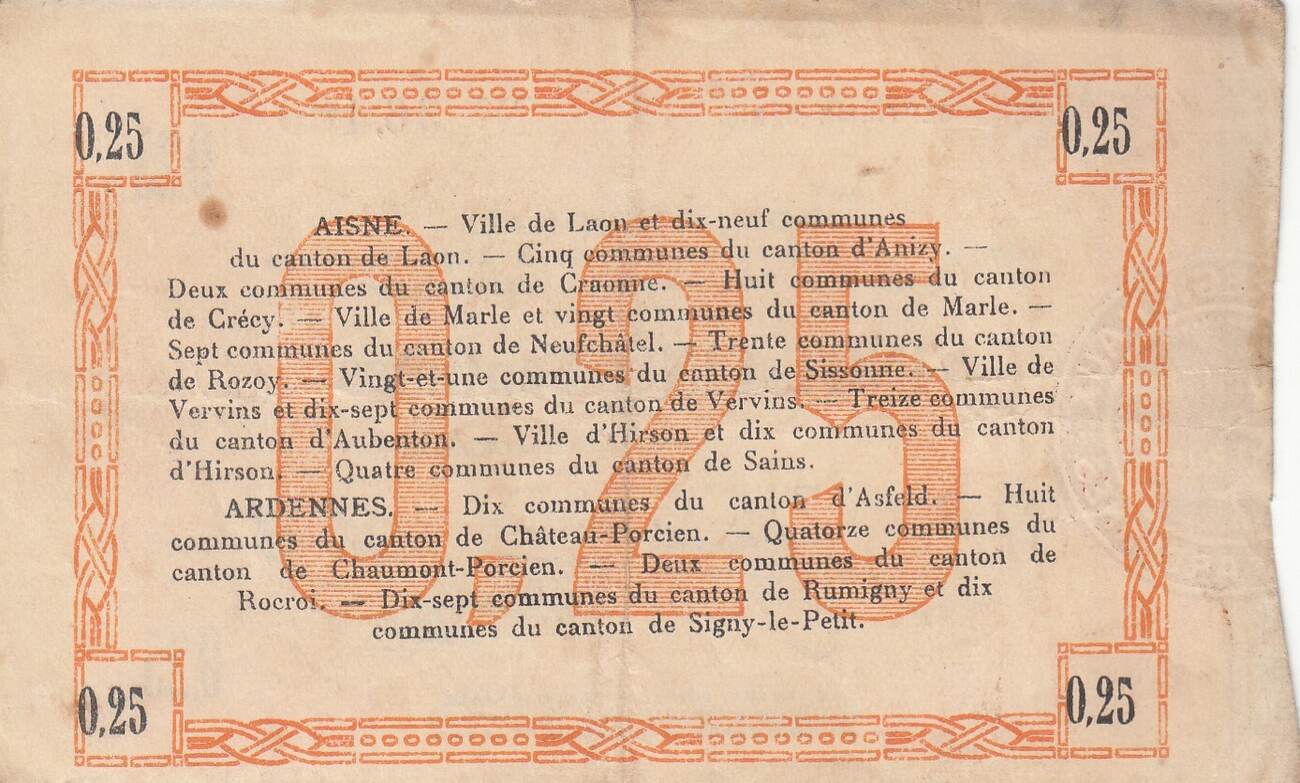 0,25
0,25
AISNE. — Ville de Laon et dix-neuf communes
du canton de Laon. — Cinq communes du canton d'Anizy. —
Deux communes du canton de Craonne. — Huit communes du canton
de Crécy. — Ville de Marle et vingt communes du canton de Marle. —
Sept communes du canton de Neufchâtel. — Trente communes du canton
de Rozoy. — Vingt-et-une communes du canton de Sissonne. — Ville de
Vervins et dix-sept communes du canton de Vervins. — Treize communes
du canton d'Aubenton. — Ville d'Hirson et dix communes du canton
d'Hirson. — Quatre communes du canton de Sains.
ARDENNES. — Dix communes du canton d'Asfeld. — Huit
communes du canton de Château-Porcien. — Quatorze communes du
canton de Chaumont-Porcien. — Deux communes du canton de
Rocroi. — Dix-sept communes du canton de Rumigny et dix
communes du canton de Signy-le-Petit.
0,25
0,25
0,25